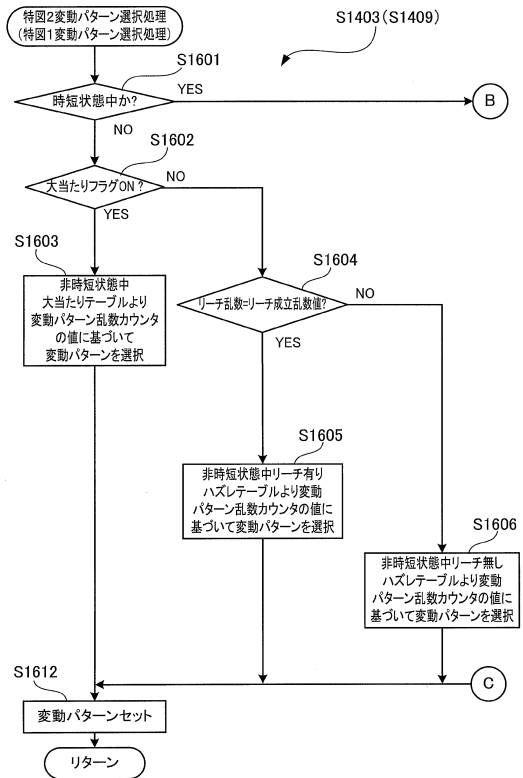 特図2変動パターン選択処理
(特図1変動パターン選択処理)
S1403(S1409)
S1601
時短状態中か?
YES
B
NO
S1602
大当たりフラグON?
NO
YES
S1603
非時短状態中
大当たりテーブルより
変動パターン乱数カウンタ
の値に基づいて
変動パターンを選択
S1604
リーチ乱数=リーチ成立乱数値?
NO
YES
S1605
非時短状態中リーチ有り
ハズレテーブルより変動
パターン乱数カウンタの値に
基づいて変動パターンを選択
S1606
非時短状態中リーチ無し
ハズレテーブルより変動
パターン乱数カウンタの値に
基づいて変動パターンを選択
C
S1612
変動パターンセット
リターン